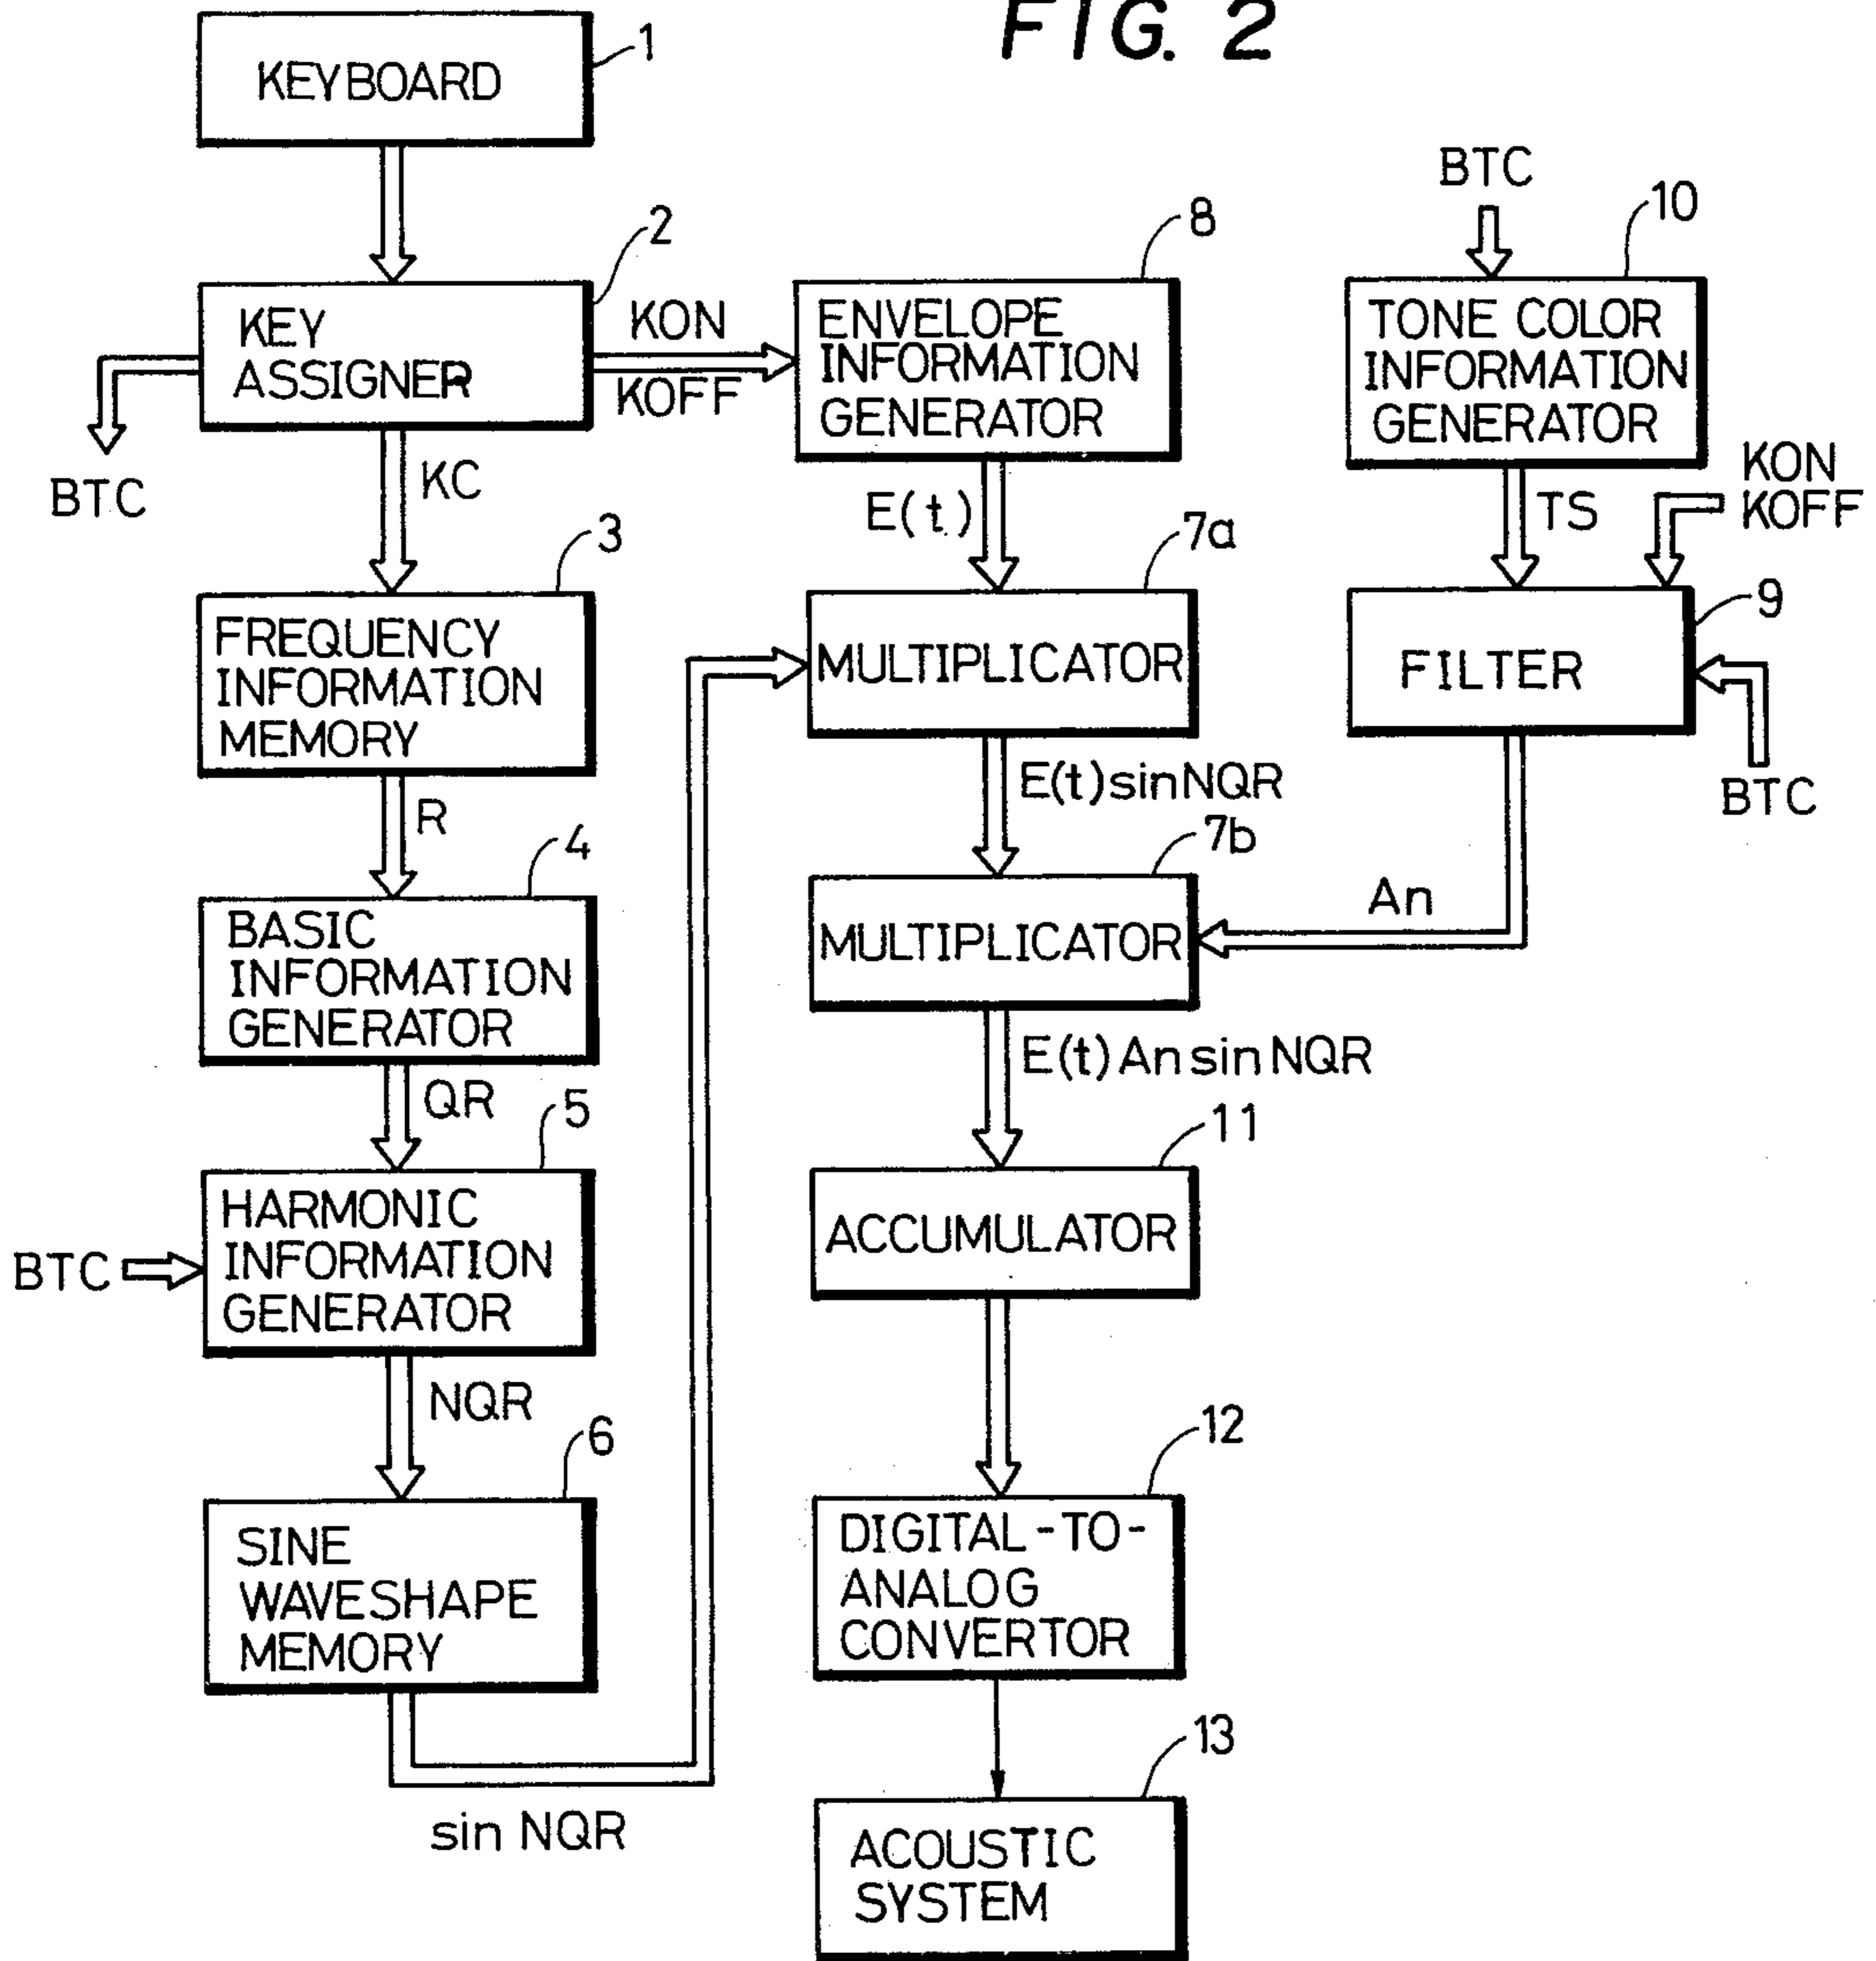 FIG. 2
KEYBOARD
1
KEY
ASSIGNER
2
BTC
KON
KOFF
KC
FREQUENCY
INFORMATION
MEMORY
3
R
BASIC
INFORMATION
GENERATOR
4
QR
HARMONIC
INFORMATION
GENERATOR
5
BTC
NQR
SINE
WAVESHAPE
MEMORY
6
sin NQR
ENVELOPE
INFORMATION
GENERATOR
8
E(t)
MULTIPLICATOR
7a
E(t)sinNQR
MULTIPLICATOR
7b
E(t)An sin NQR
ACCUMULATOR
11
DIGITAL-TO-
ANALOG
CONVERTOR
12
ACOUSTIC
SYSTEM
13
BTC
TONE COLOR
INFORMATION
GENERATOR
10
TS
KON
KOFF
FILTER
9
BTC
An